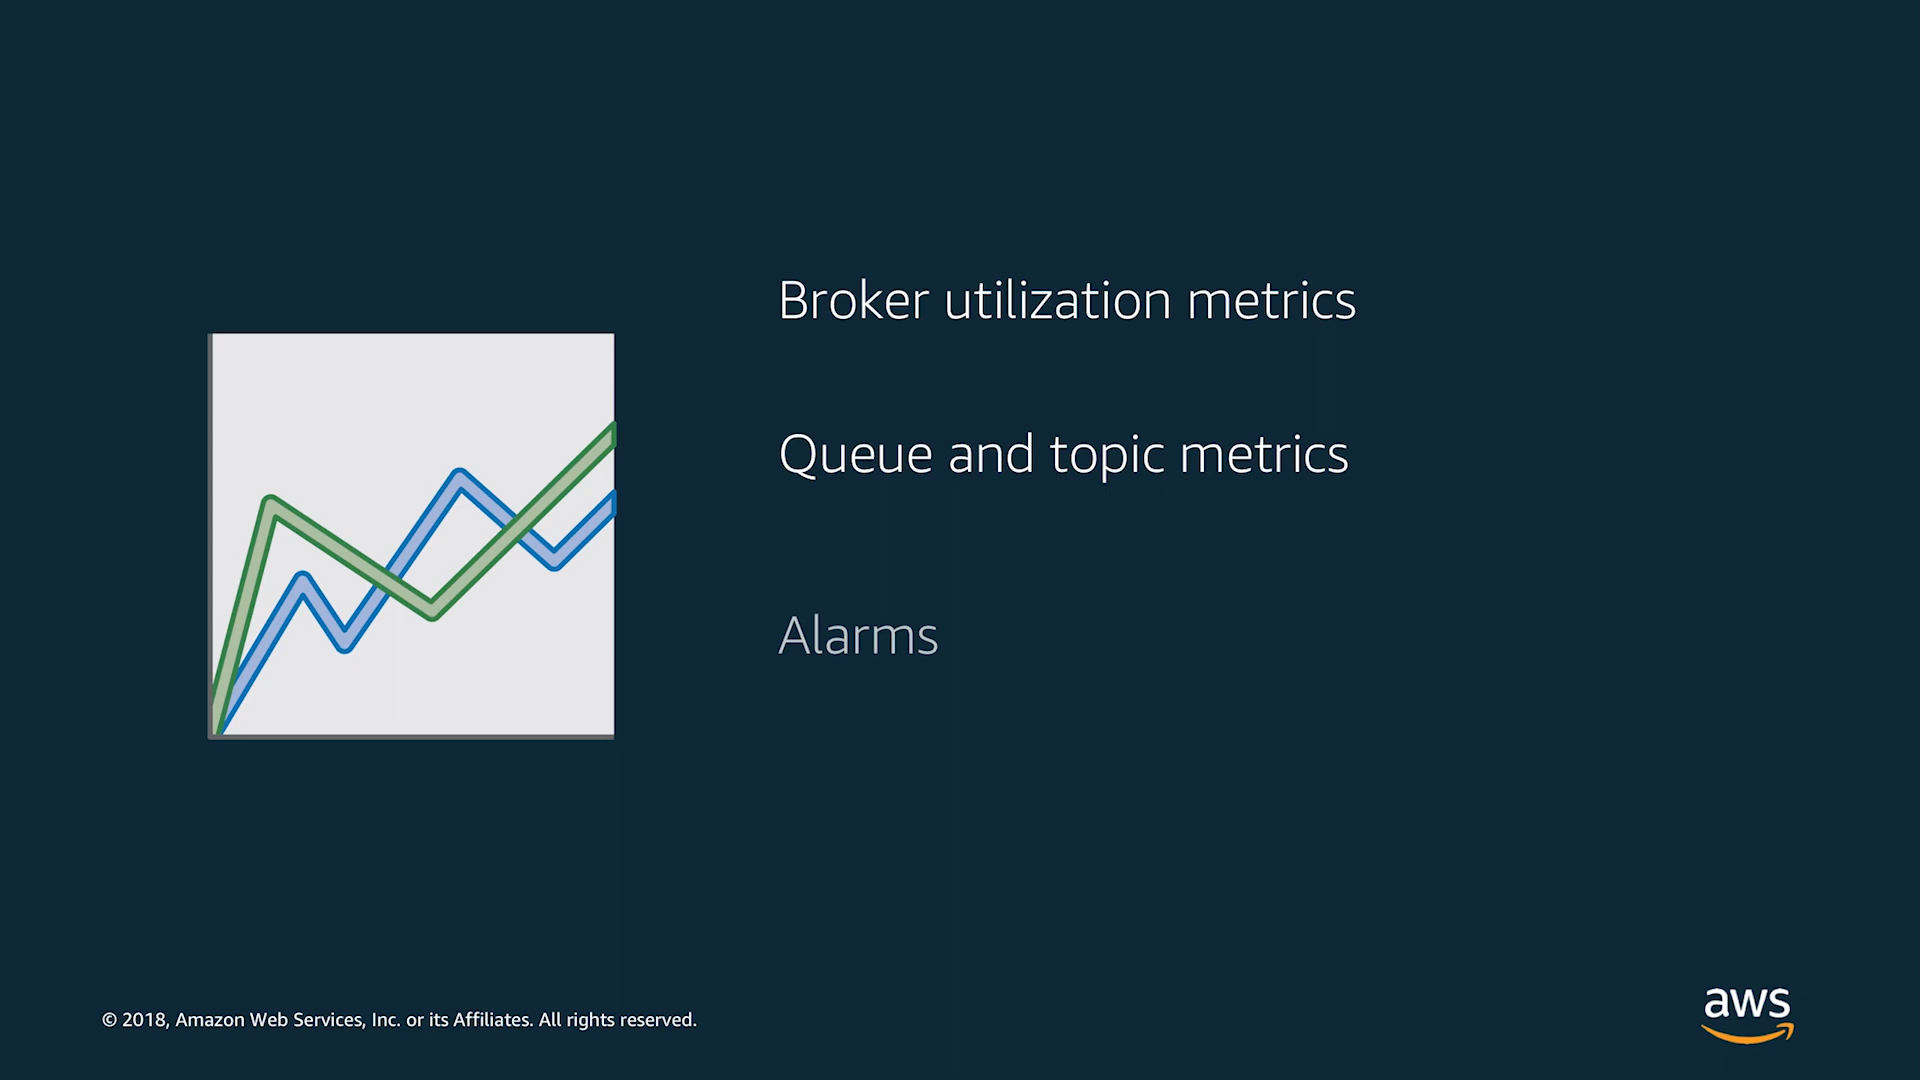 Broker utilization metrics
Queue and topic metrics
Alarms
© 2018, Amazon Web Services, Inc. or its Affiliates. All rights reserved.
aws